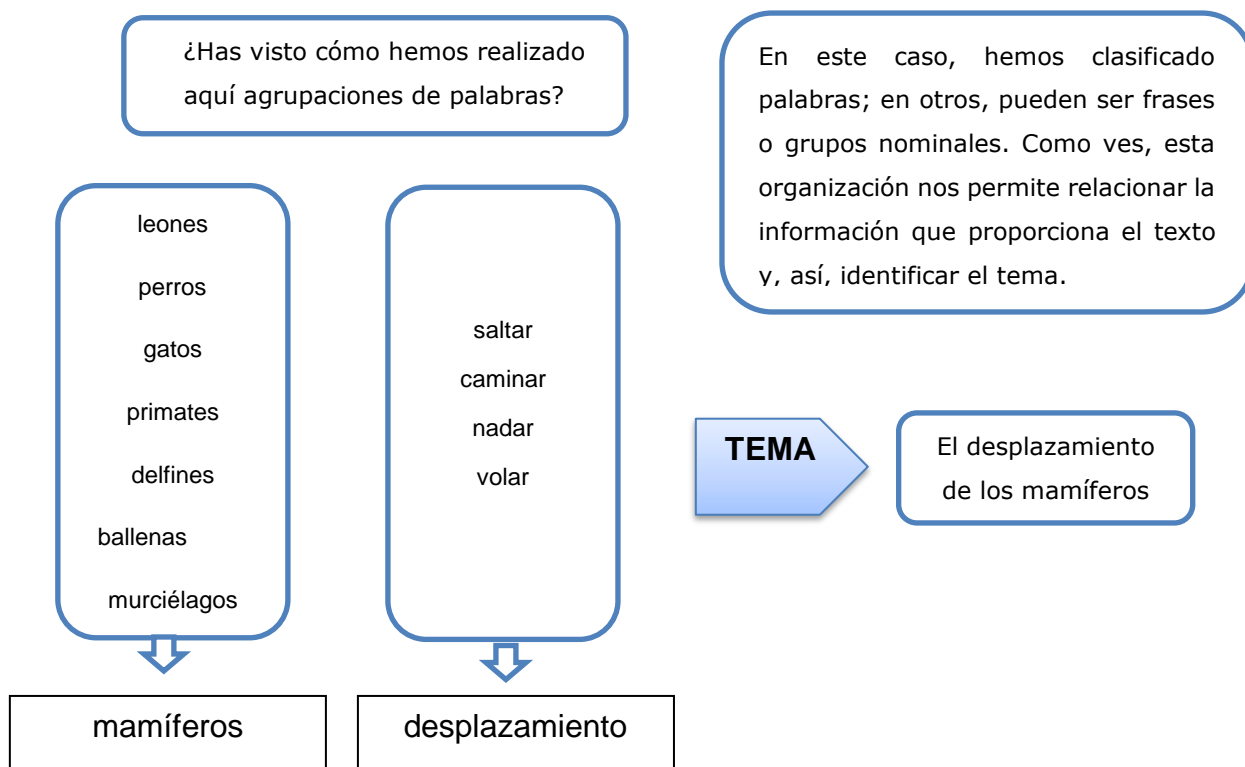 ¿Has visto cómo hemos realizado
aquí agrupaciones de palabras?
En este caso, hemos clasificado
palabras; en otros, pueden ser frases
o grupos nominales. Como ves, esta
organización nos permite relacionar la
información que proporciona el texto
y, así, identificar el tema.
leones
perros
gatos
primates
delfines
ballenas
murciélagos
saltar
caminar
nadar
volar
TEMA
El desplazamiento
de los mamíferos
mamíferos
desplazamiento